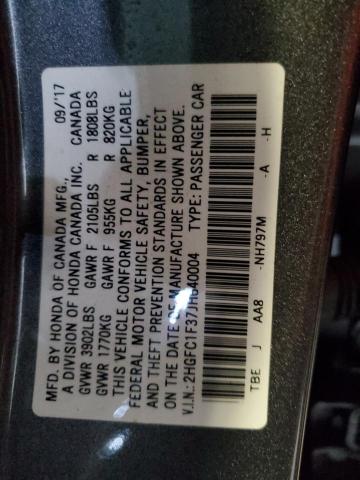 MFD. BY HONDA OF CANADA MFG., 09/'17
A DIVISION OF HONDA CANADA INC. CANADA
GVWR 3902LBS GAWR F 2105LBS R 1808LBS
GVWR 1770KG GAWR F 955KG R 820KG
THIS VEHICLE CONFORMS TO ALL APPLICABLE
FEDERAL MOTOR VEHICLE SAFETY, BUMPER,
AND THEFT PREVENTION STANDARDS IN EFFECT
ON THE DATE OF MANUFACTURE SHOWN ABOVE.
V.I.N.: 2HGFC1F37JH640004 TYPE: PASSENGER CAR
TBE J AA8 -NH797M -A -H